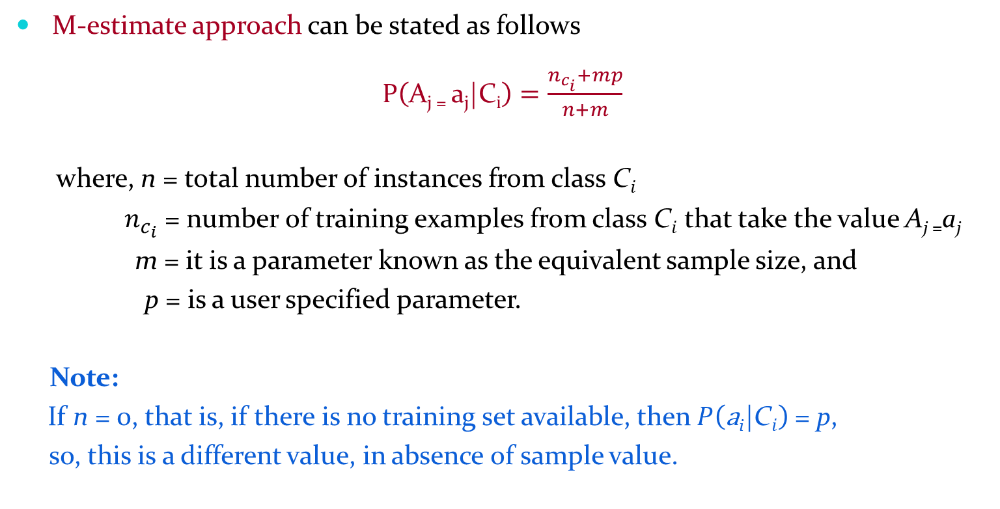 • M-estimate approach can be stated as follows
P(A_{j =} a_j|C_i) = \frac{n_{c_i}+mp}{n+m}
where, n = total number of instances from class C_i
n_{c_i} = number of training examples from class C_i that take the value A_{j =}a_j
m = it is a parameter known as the equivalent sample size, and
p = is a user specified parameter.
Note:
If n = 0, that is, if there is no training set available, then P(a_i|C_i) = p,
so, this is a different value, in absence of sample value.